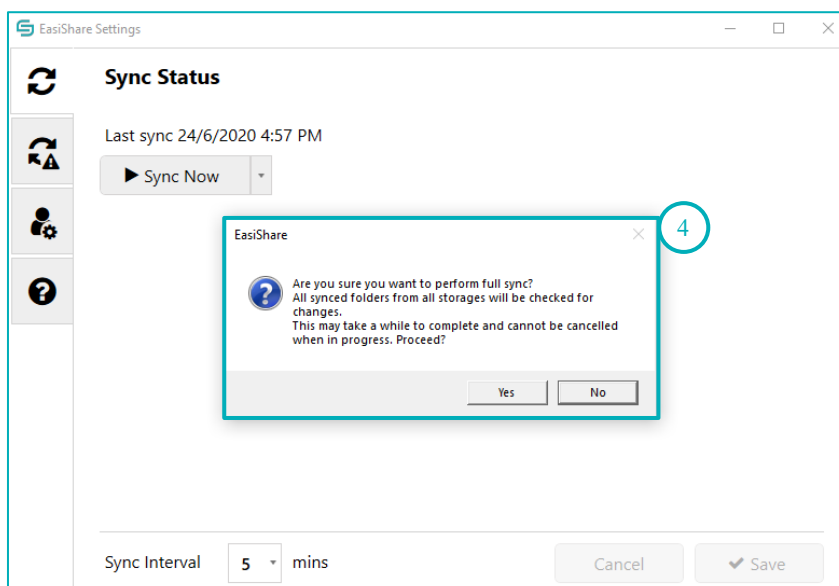 EasiShare Settings
Sync Status
Last sync 24/6/2020 4:57 PM
Sync Now
4
EasiShare
Are you sure you want to perform full sync?
All synced folders from all storages will be checked for
changes.
This may take a while to complete and cannot be cancelled
when in progress. Proceed?
Yes No
Sync Interval 5 mins Cancel Save